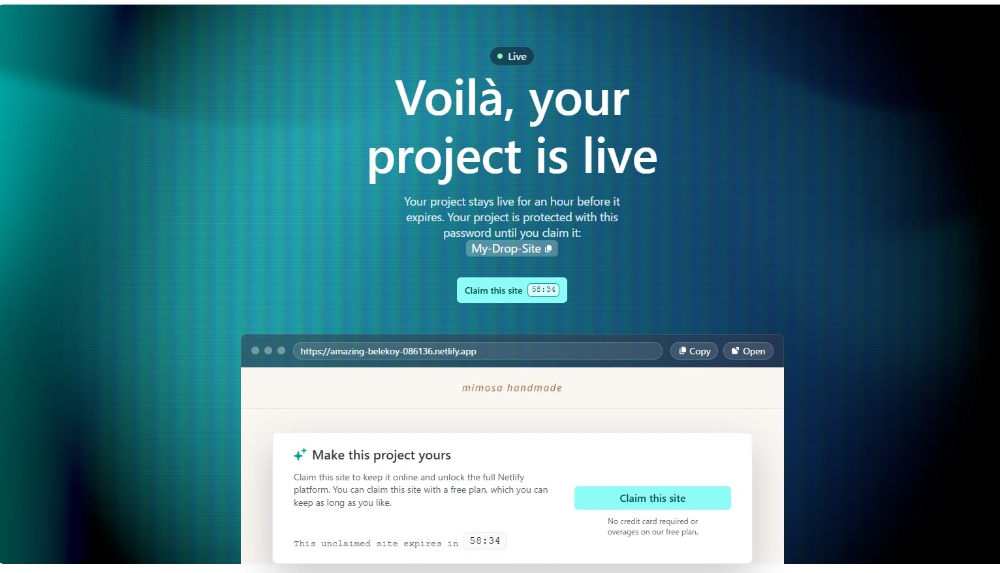 Live
Voilà, your
project is live
Your project stays live for an hour before it
expires. Your project is protected with this
password until you claim it:
My-Drop-Site
Claim this site 58:34
https://amazing-belekoy-086136.netlify.app
Copy
Open
mimosa handmade
Make this project yours
Claim this site to keep it online and unlock the full Netlify
platform. You can claim this site with a free plan, which you can
keep as long as you like.
This unclaimed site expires in 58:34
Claim this site
No credit card required or
overages on our free plan.